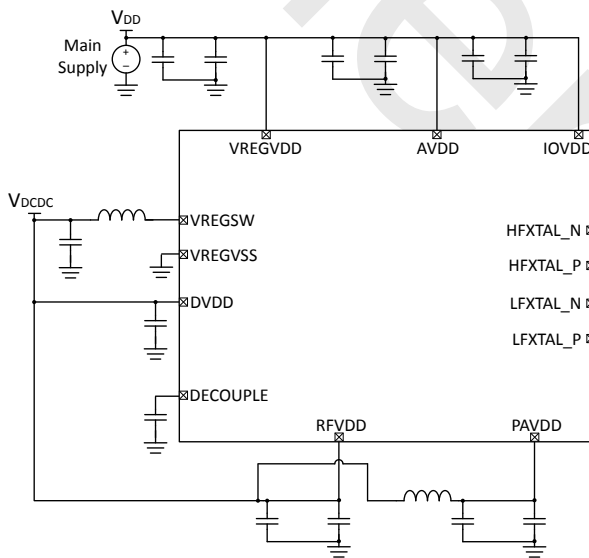 VDD
Main
Supply
VREGVDD
AVDD
IOVDD
VDCDC
VREGSW
VREGVSS
DVDD
DECOUPLE
HFXTAL_N
HFXTAL_P
LFXTAL_N
LFXTAL_P
RFVDD
PAVDD